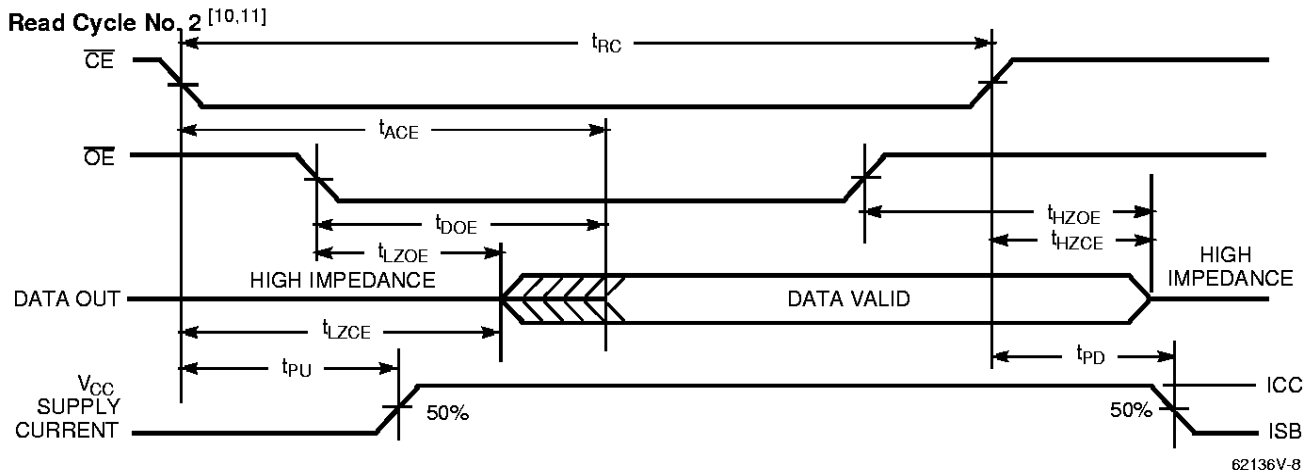 Read Cycle No. 2 [10,11]
tRC
CE
tACE
OE
tDOE
tHZOE
tLZOE
tHZCE
HIGH IMPEDANCE
HIGH
IMPEDANCE
DATA OUT
DATA VALID
tLZCE
tPU
tPD
VCC
SUPPLY
CURRENT
50%
50%
ICC
ISB
62136V-8